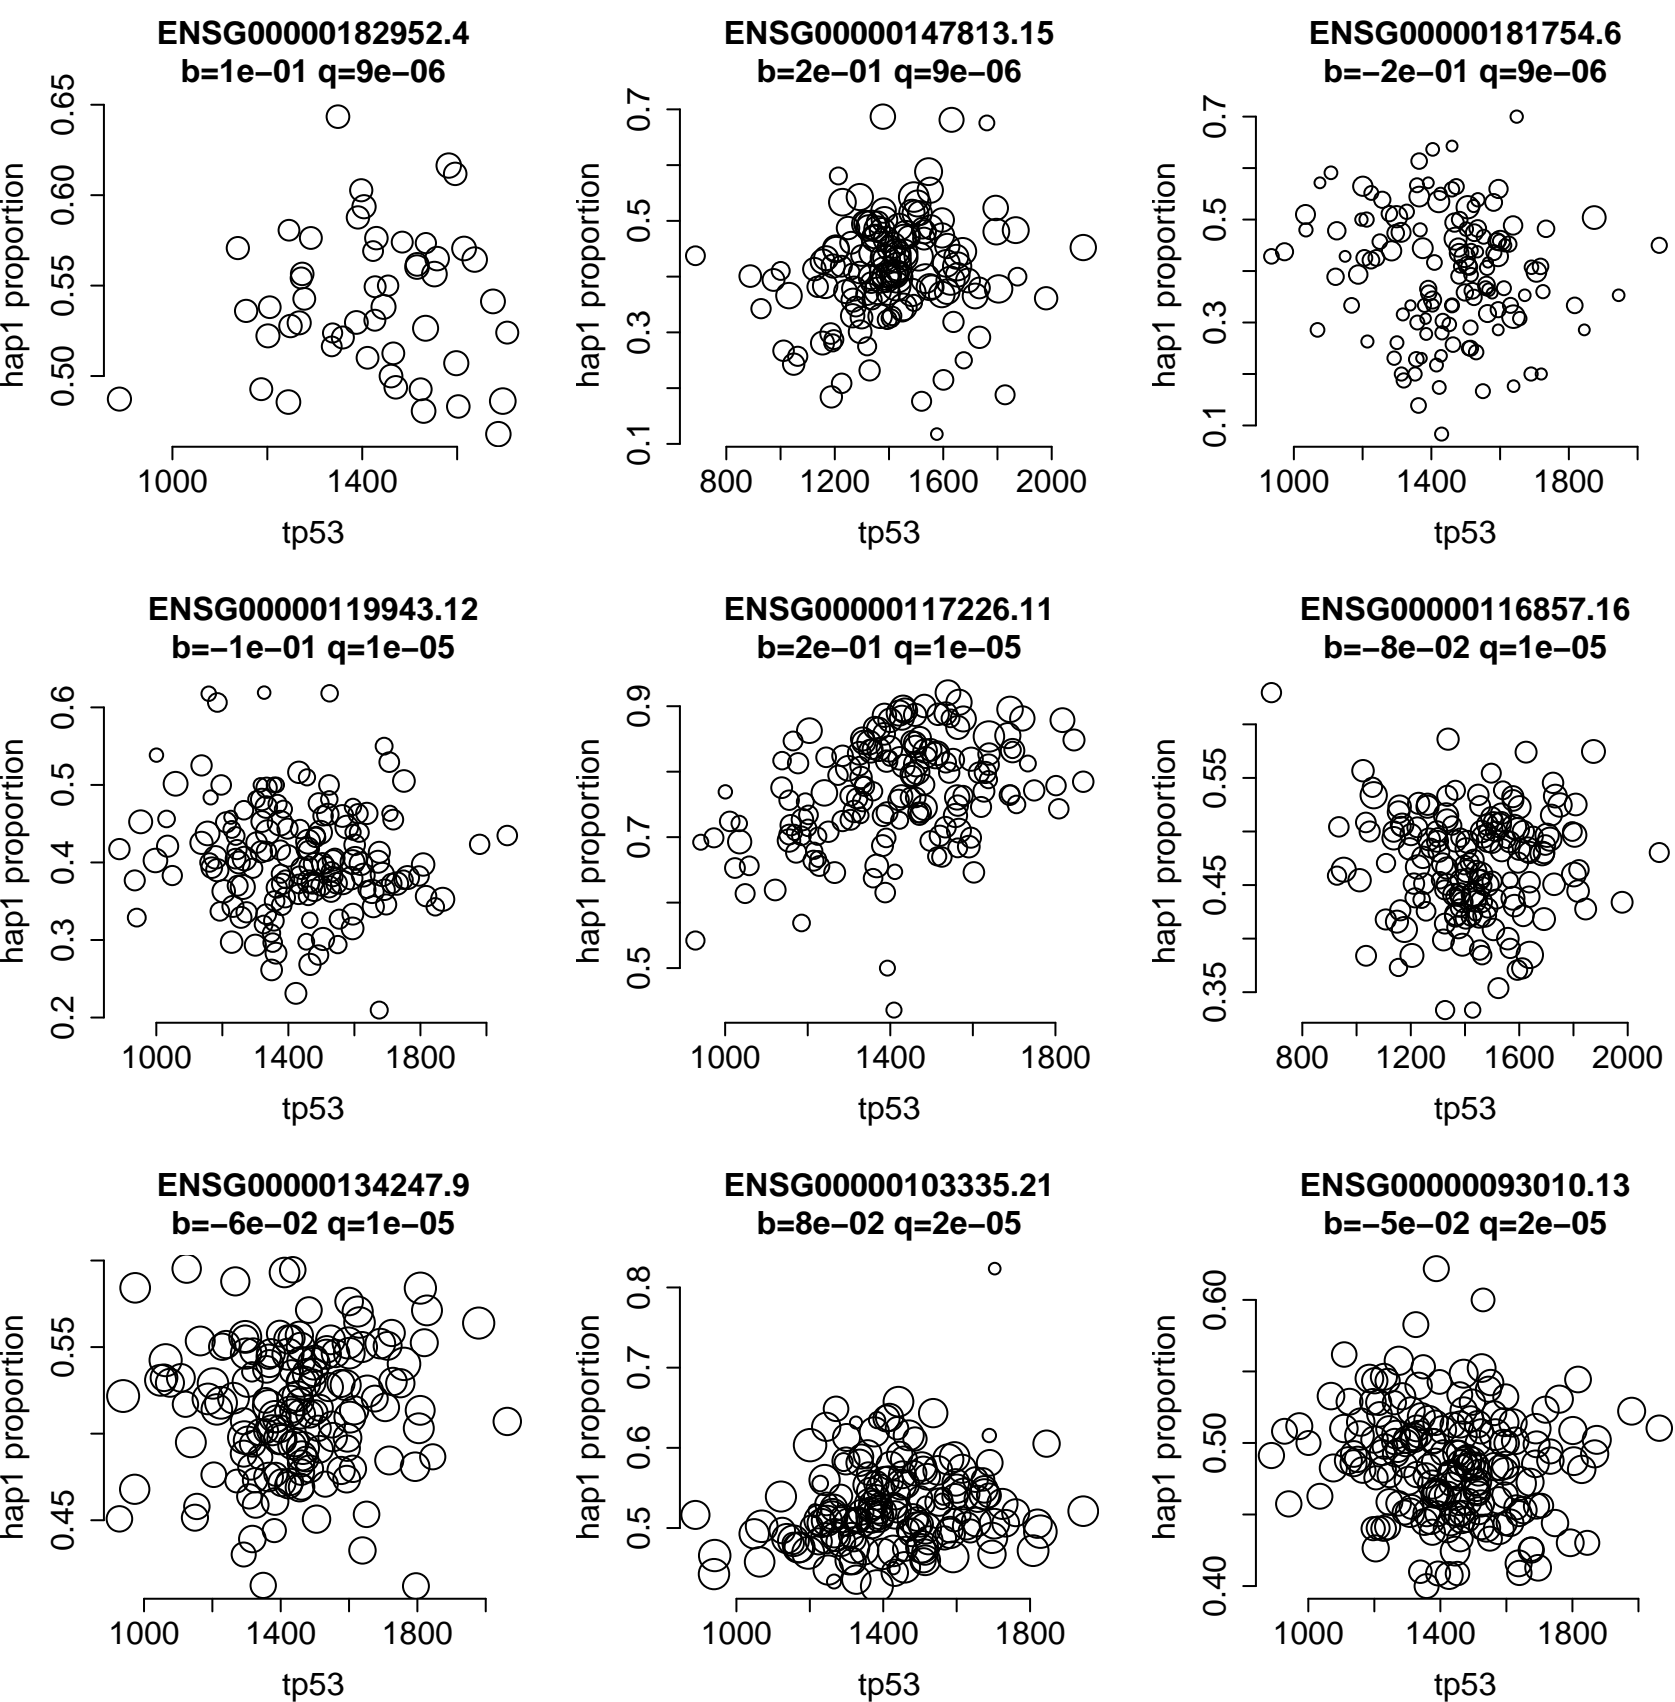 ENSG00000182952.4
b=1e−01 q=9e−06
hap1 proportion
0.65
0.60
0.55
0.50
1000 1400
tp53
ENSG00000147813.15
b=2e−01 q=9e−06
hap1 proportion
0.7
0.5
0.3
0.1
800 1200 1600 2000
tp53
ENSG00000181754.6
b=−2e−01 q=9e−06
hap1 proportion
0.7
0.5
0.3
0.1
1000 1400 1800
tp53
ENSG00000119943.12
b=−1e−01 q=1e−05
hap1 proportion
0.6
0.5
0.4
0.3
0.2
1000 1400 1800
tp53
ENSG00000117226.11
b=2e−01 q=1e−05
hap1 proportion
0.9
0.7
0.5
1000 1400 1800
tp53
ENSG00000116857.16
b=−8e−02 q=1e−05
hap1 proportion
0.55
0.45
0.35
800 1200 1600 2000
tp53
ENSG00000134247.9
b=−6e−02 q=1e−05
hap1 proportion
0.55
0.45
1000 1400 1800
tp53
ENSG00000103335.21
b=8e−02 q=2e−05
hap1 proportion
0.8
0.7
0.6
0.5
1000 1400 1800
tp53
ENSG00000093010.13
b=−5e−02 q=2e−05
hap1 proportion
0.60
0.50
0.40
1000 1400 1800
tp53